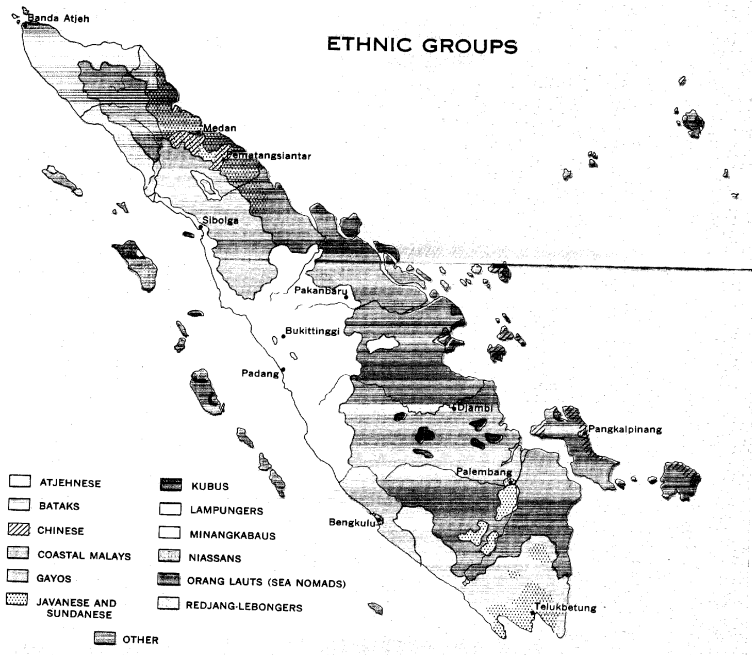 Banda Atjeh
ETHNIC GROUPS
Medan
Pematangsiantar
Sibolga
Pakanbaru
Bukittinggi
Padang
Djambi
Pangkalpinang
Palembang
Bengkulu
Telukbetung
ATJEHNESE
BATAKS
CHINESE
COASTAL MALAYS
GAYOS
JAVANESE AND
SUNDANESE
KUBUS
LAMPUNGERS
MINANGKABAUS
NIASSANS
ORANG LAUTS (SEA NOMADS)
REDJANG-LEBONGERS
OTHER